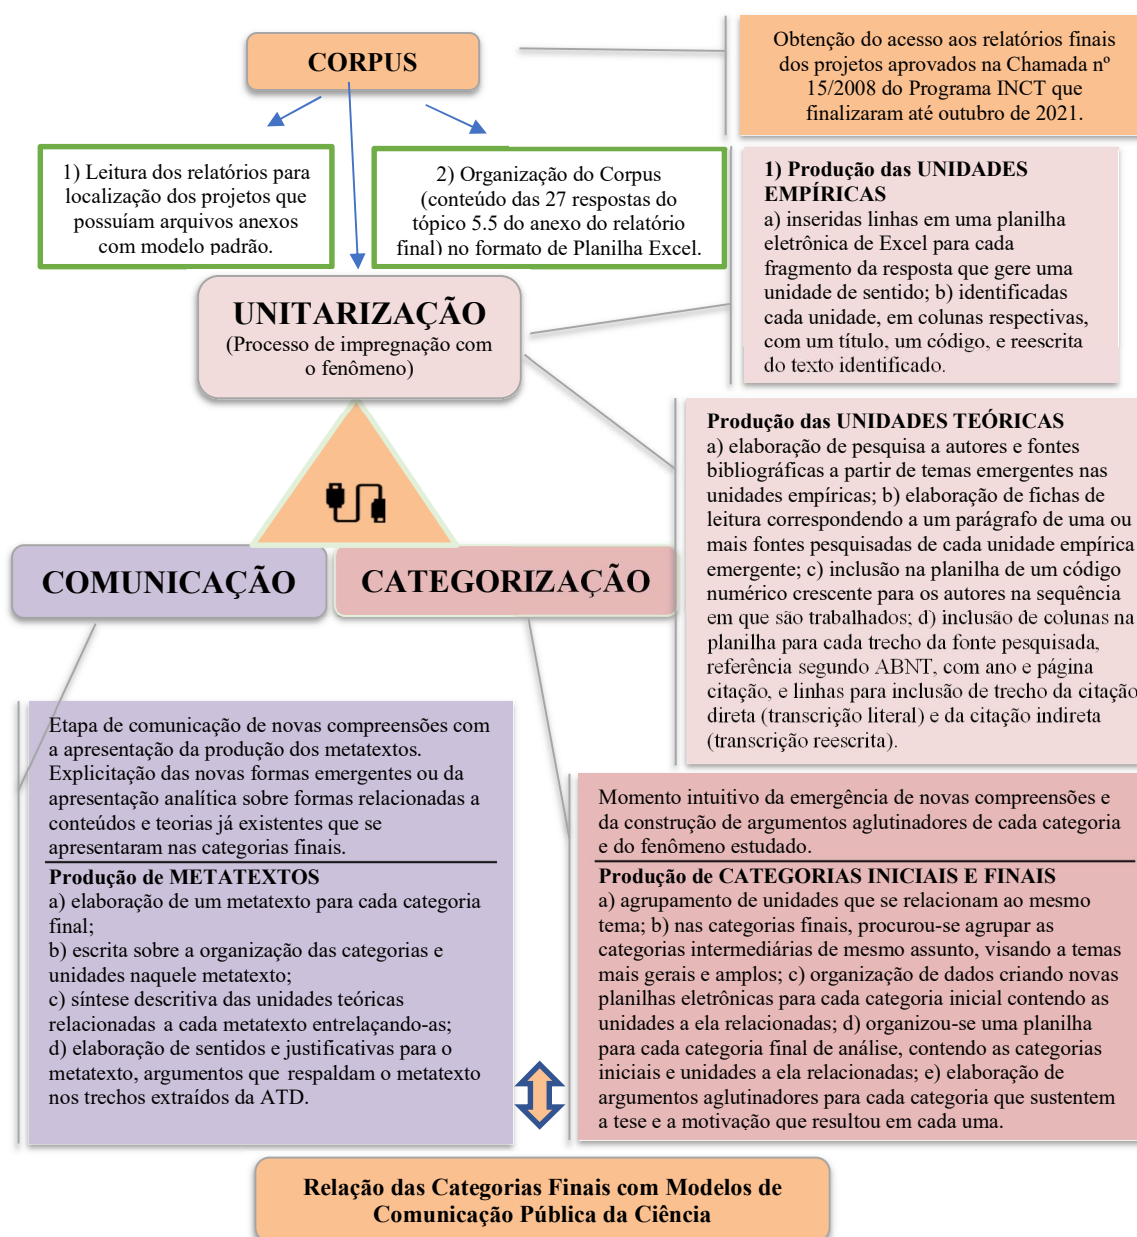 CORPUS
Obtenção do acesso aos relatórios finais
dos projetos aprovados na Chamada nº
15/2008 do Programa INCT que
finalizaram até outubro de 2021.
1) Leitura dos relatórios para
localização dos projetos que
possuíam arquivos anexos
com modelo padrão.
2) Organização do Corpus
(conteúdo das 27 respostas do
tópico 5.5 do anexo do relatório
final) no formato de Planilha Excel.
1) Produção das UNIDADES
EMPÍRICAS
a) inseridas linhas em uma planilha
eletrônica de Excel para cada
fragmento da resposta que gere uma
unidade de sentido; b) identificadas
cada unidade, em colunas respectivas,
com um título, um código, e reescrita
do texto identificado.
UNITARIZAÇÃO
(Processo de impregnação com
o fenômeno)
Produção das UNIDADES TEÓRICAS
a) elaboração de pesquisa a autores e fontes
bibliográficas a partir de temas emergentes nas
unidades empíricas; b) elaboração de fichas de
leitura correspondendo a um parágrafo de uma ou
mais fontes pesquisadas de cada unidade empírica
emergente; c) inclusão na planilha de um código
numérico crescente para os autores na sequência
em que são trabalhados; d) inclusão de colunas na
planilha para cada trecho da fonte pesquisada,
referência segundo ABNT, com ano e página
citação, e linhas para inclusão de trecho da citação
direta (transcrição literal) e da citação indireta
(transcrição reescrita).
COMUNICAÇÃO
CATEGORIZAÇÃO
Etapa de comunicação de novas compreensões com
a apresentação da produção dos metatextos.
Explicitação das novas formas emergentes ou da
apresentação analítica sobre formas relacionadas a
conteúdos e teorias já existentes que se
apresentaram nas categorias finais.
Produção de METATEXTOS
a) elaboração de um metatexto para cada categoria
final;
b) escrita sobre a organização das categorias e
unidades naquele metatexto;
c) síntese descritiva das unidades teóricas
relacionadas a cada metatexto entrelaçando-as;
d) elaboração de sentidos e justificativas para o
metatexto, argumentos que respaldam o metatexto
nos trechos extraídos da ATD.
Momento intuitivo da emergência de novas compreensões e
da construção de argumentos aglutinadores de cada categoria
e do fenômeno estudado.
Produção de CATEGORIAS INICIAIS E FINAIS
a) agrupamento de unidades que se relacionam ao mesmo
tema; b) nas categorias finais, procurou-se agrupar as
categorias intermediárias de mesmo assunto, visando a temas
mais gerais e amplos; c) organização de dados criando novas
planilhas eletrônicas para cada categoria inicial contendo as
unidades a ela relacionadas; d) organizou-se uma planilha
para cada categoria final de análise, contendo as categorias
iniciais e unidades a ela relacionadas; e) elaboração de
argumentos aglutinadores para cada categoria que sustentem
a tese e a motivação que resultou em cada uma.
Relação das Categorias Finais com Modelos de
Comunicação Pública da Ciência